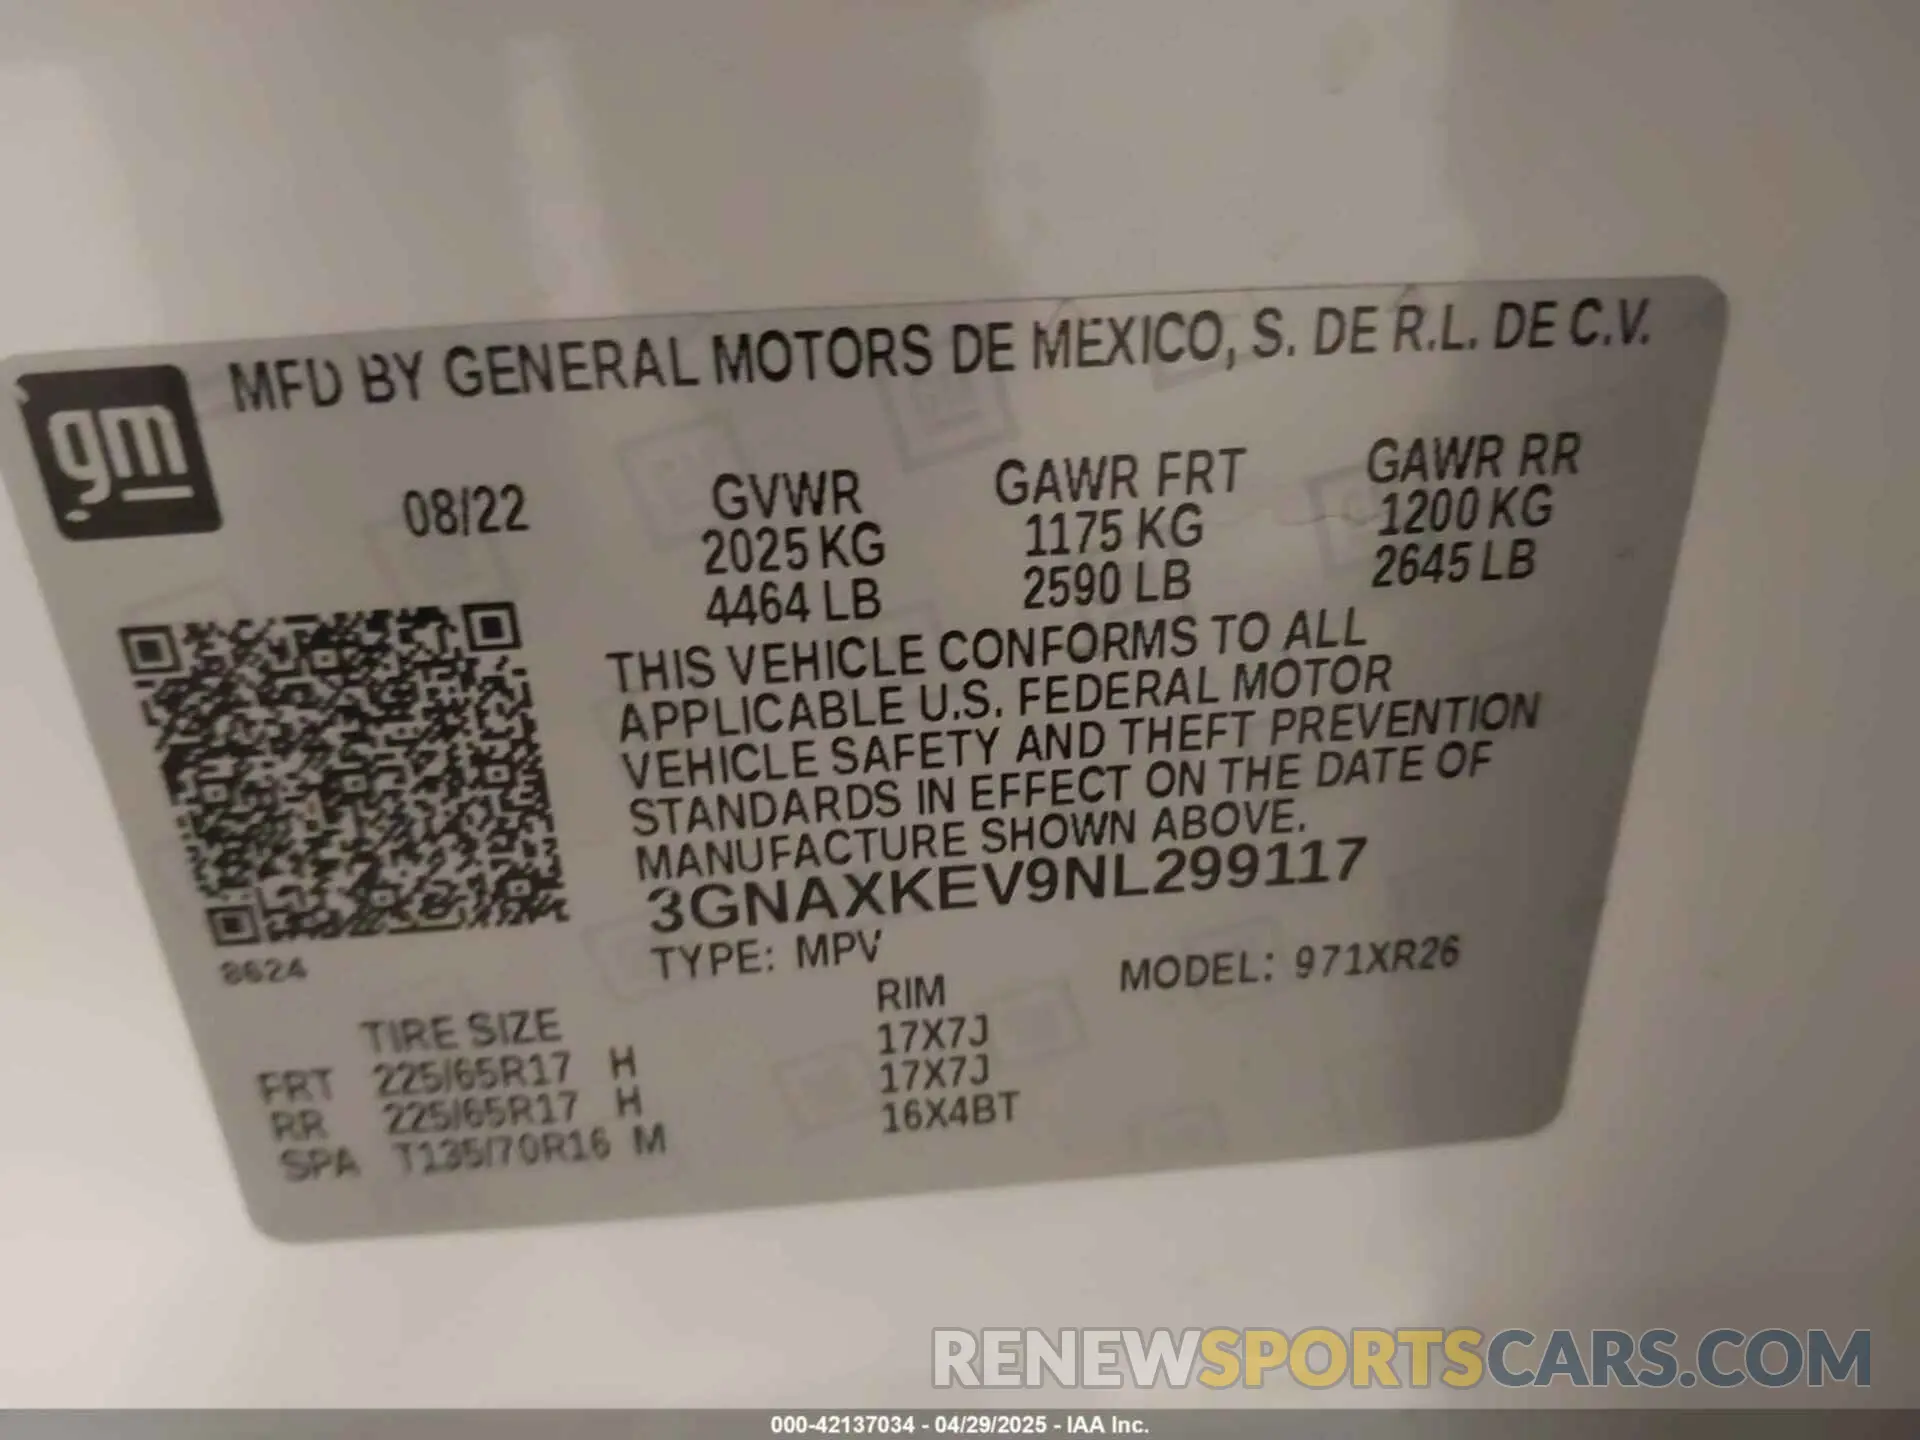 MFD BY GENERAL MOTORS DE MEXICO, S. DE R.L. DE C.V.
gm
08/22
GVWR GAWR FRT GAWR RR
2025 KG 1175 KG 1200 KG
4464 LB 2590 LB 2645 LB
THIS VEHICLE CONFORMS TO ALL
APPLICABLE U.S. FEDERAL MOTOR
VEHICLE SAFETY AND THEFT PREVENTION
STANDARDS IN EFFECT ON THE DATE OF
MANUFACTURE SHOWN ABOVE.
3GNAXKEV9NL299117
8624
TYPE: MPV MODEL: 971XR26
TIRE SIZE RIM
FRT 225/65R17 H 17X7J
RR 225/65R17 H 17X7J
SPA T135/70R16 M 16X4BT
RENEWSPORTSCARS.COM
000-42137034 - 04/29/2025 - IAA Inc.